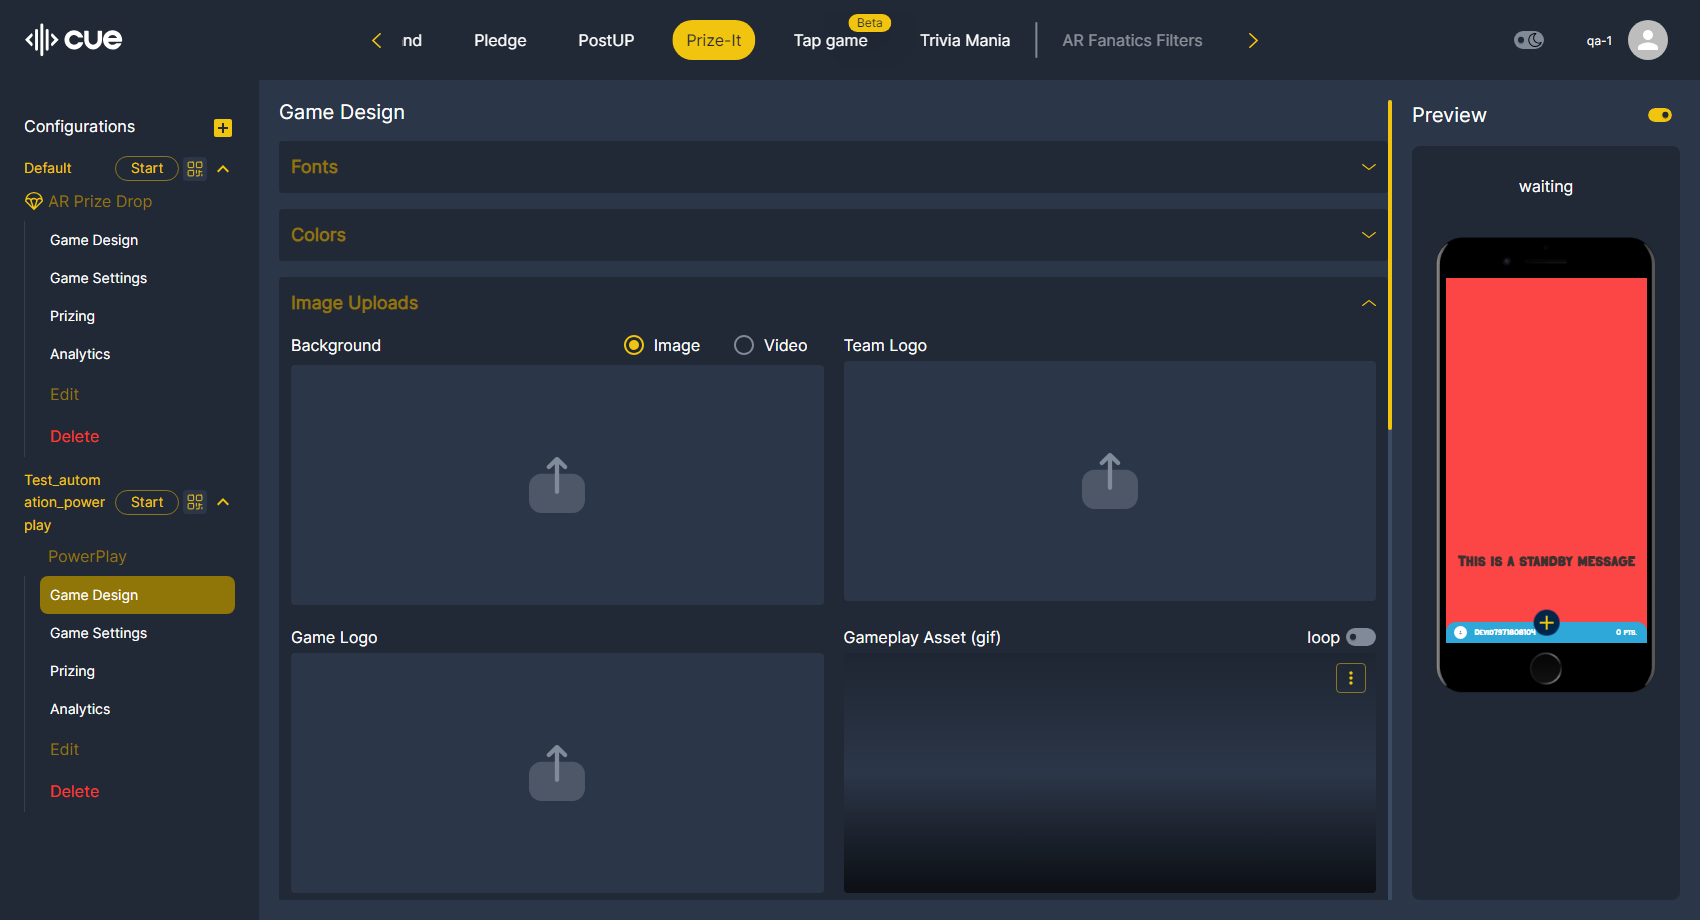 cue
nd
Pledge
PostUP
Prize-It
Beta
Tap game
Trivia Mania
AR Fanatics Filters
qa-1
Configurations
Default
Start
AR Prize Drop
Game Design
Game Settings
Prizing
Analytics
Edit
Delete
Test_autom
ation_power
play
Start
PowerPlay
Game Design
Game Settings
Prizing
Analytics
Edit
Delete
Game Design
Fonts
Colors
Image Uploads
Background
Image
Video
Team Logo
Game Logo
Gameplay Asset (gif)
loop
Preview
waiting
This is a standby message
0 pts.